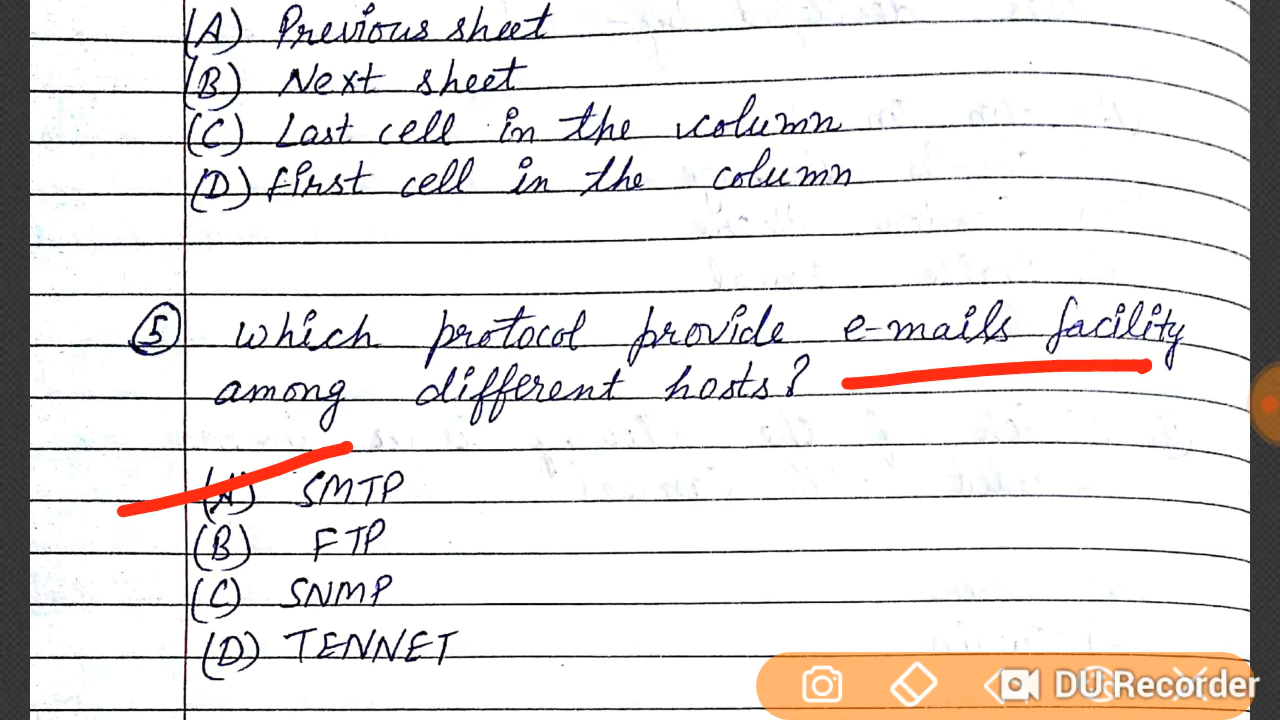 (A) Previous sheet
(B) Next sheet
(C) Last cell in the column
(D) First cell in the column
(5) Which protocol provide e-mails facility
among different hosts?
(A) SMTP
(B) FTP
(C) SNMP
(D) TENNET
DU Recorder